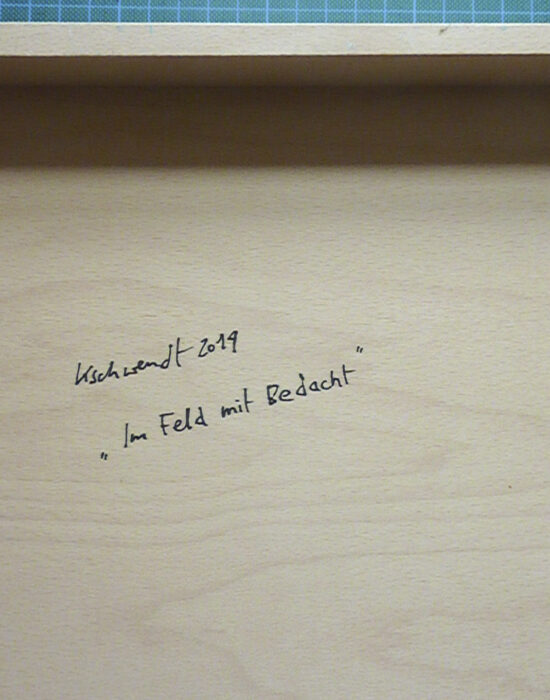 Kschwendt 2019
„Im Feld mit Bedacht"